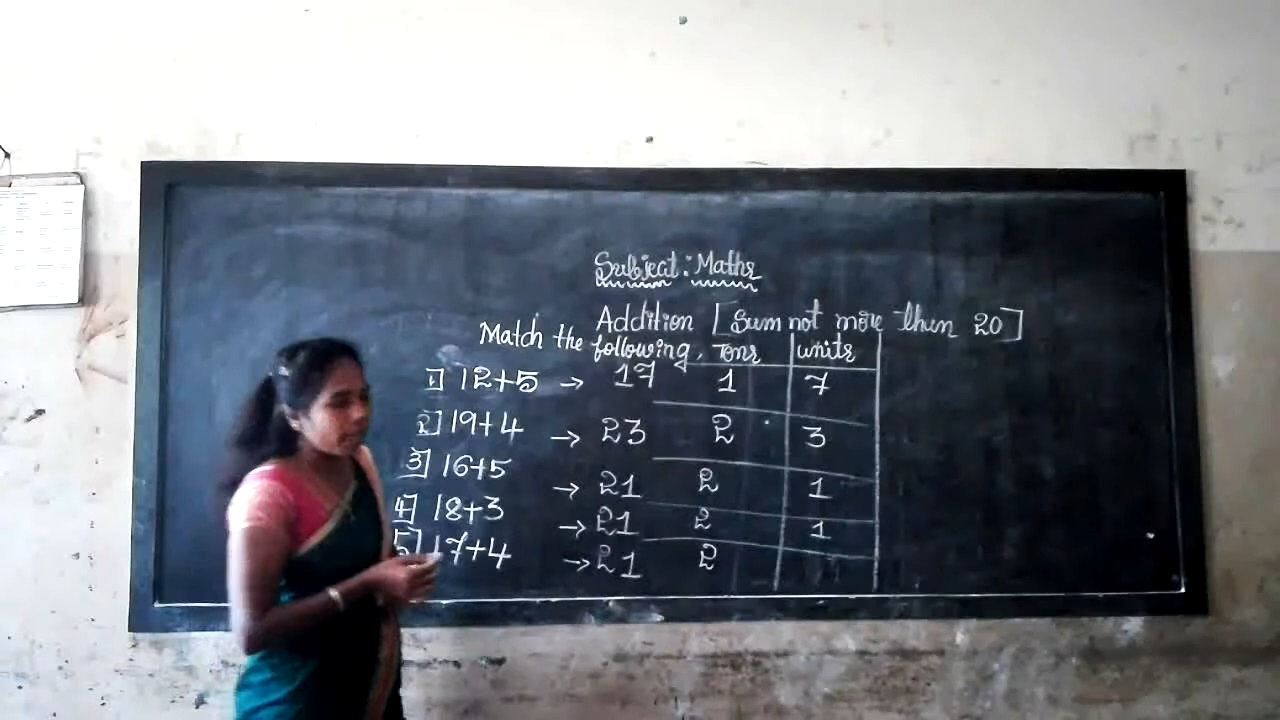 Subject: Maths
Addition [Sum not more than 20]
Match the following, Tens units
1] 12+5 → 17 1 7
2] 19+4 → 23 2 3
3] 16+5 → 21 2 1
4] 18+3 → 21 2 1
5] 17+4 → 21 2